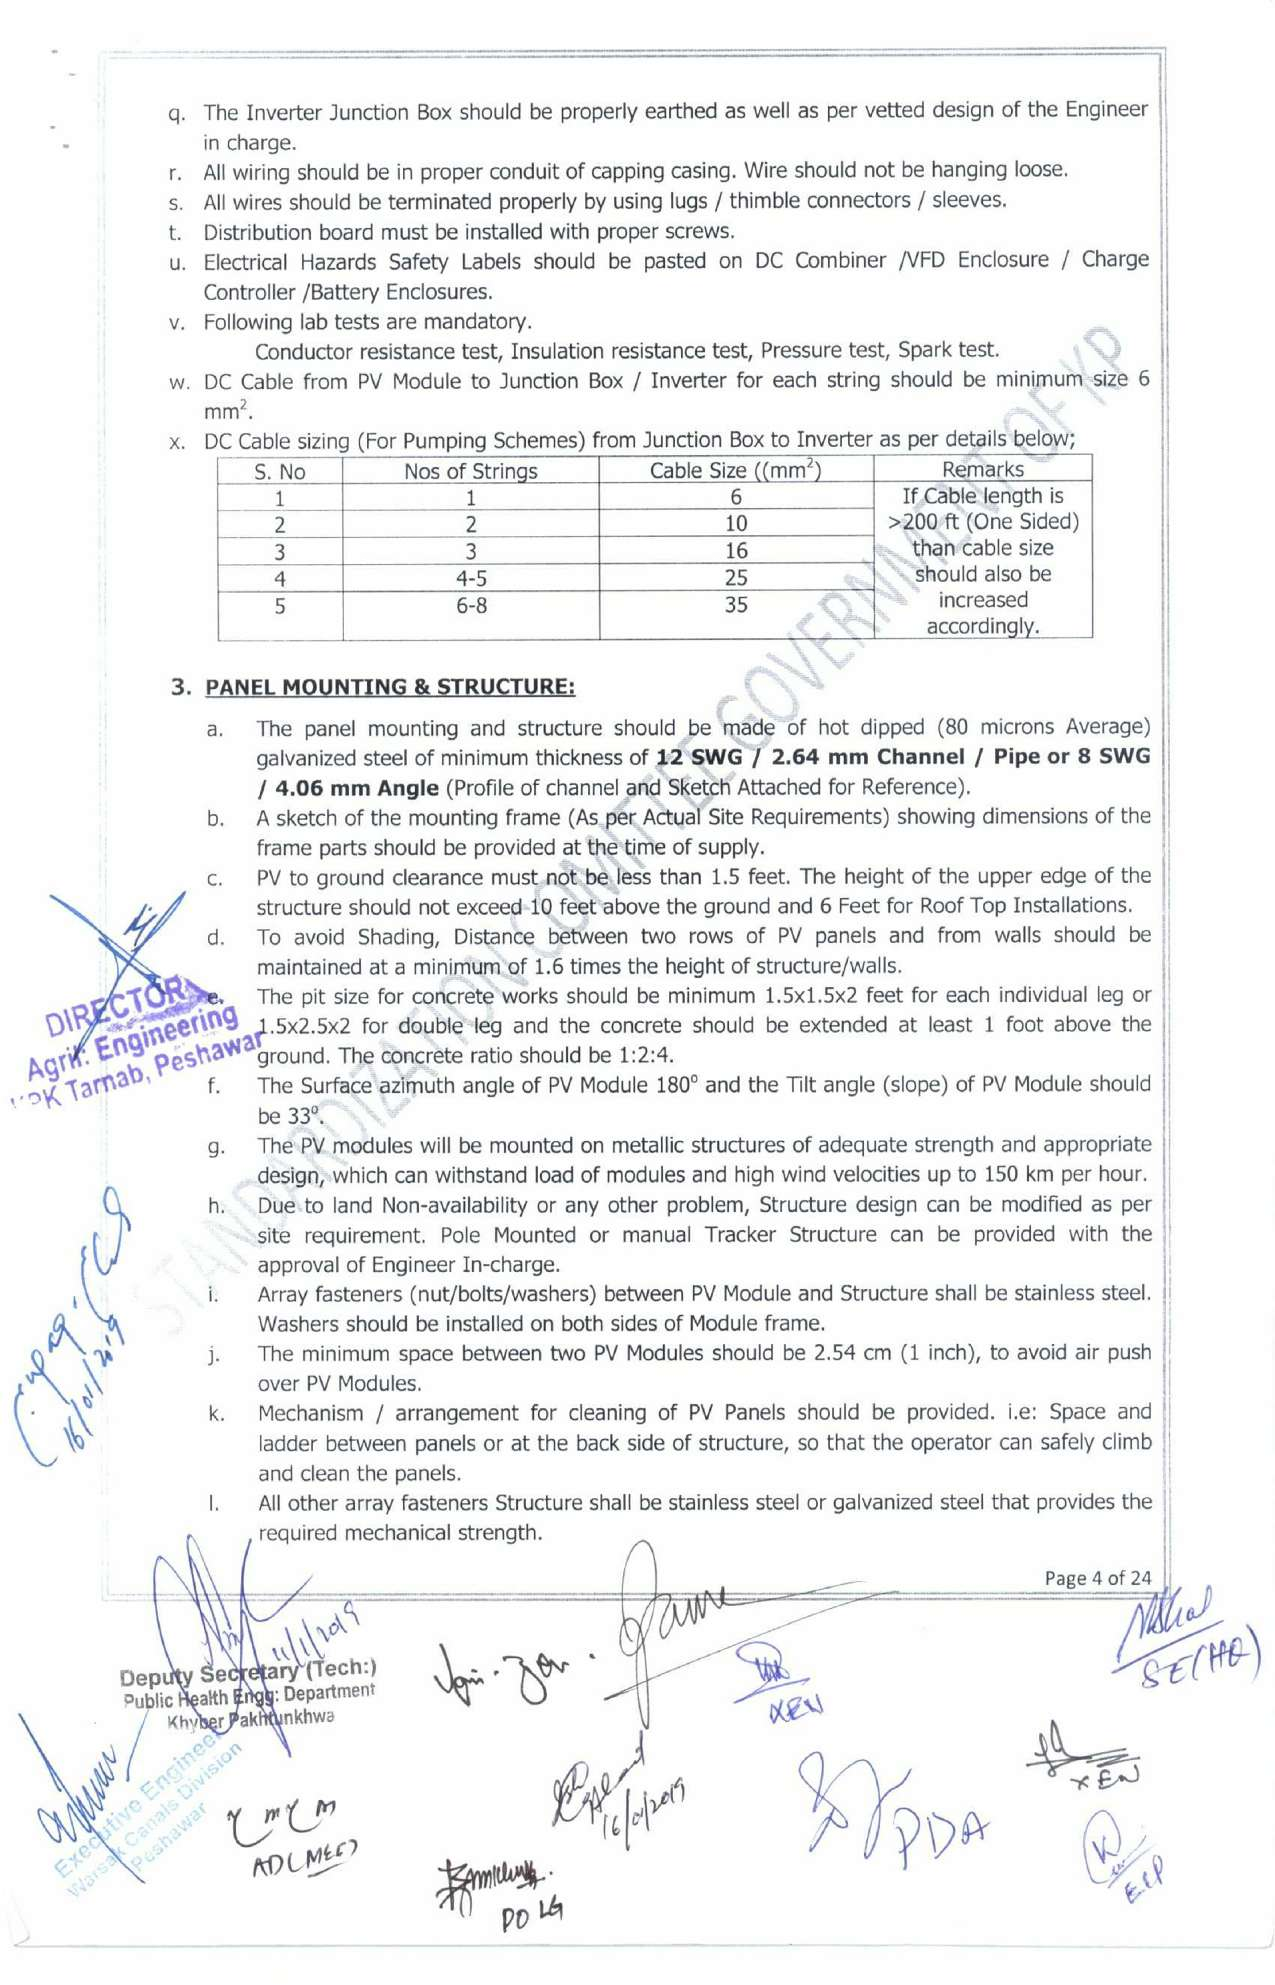 q. The Inverter Junction Box should be properly earthed as well as per vetted design of the Engineer
in charge.
r. All wiring should be in proper conduit of capping casing. Wire should not be hanging loose.
s. All wires should be terminated properly by using lugs / thimble connectors / sleeves.
t. Distribution board must be installed with proper screws.
u. Electrical Hazards Safety Labels should be pasted on DC Combiner /VFD Enclosure / Charge
Controller /Battery Enclosures.
v. Following lab tests are mandatory.
Conductor resistance test, Insulation resistance test, Pressure test, Spark test.
w. DC Cable from PV Module to Junction Box / Inverter for each string should be minimum size 6
mm².
x. DC Cable sizing (For Pumping Schemes) from Junction Box to Inverter as per details below;
S. No Nos of Strings Cable Size ((mm²) Remarks
1 1 6 If Cable length is
2 2 10 >200 ft (One Sided)
3 3 16 than cable size
4 4-5 25 should also be
5 6-8 35 increased
accordingly.
3. PANEL MOUNTING & STRUCTURE:
a. The panel mounting and structure should be made of hot dipped (80 microns Average)
galvanized steel of minimum thickness of 12 SWG / 2.64 mm Channel / Pipe or 8 SWG
/ 4.06 mm Angle (Profile of channel and Sketch Attached for Reference).
b. A sketch of the mounting frame (As per Actual Site Requirements) showing dimensions of the
frame parts should be provided at the time of supply.
c. PV to ground clearance must not be less than 1.5 feet. The height of the upper edge of the
structure should not exceed 10 feet above the ground and 6 Feet for Roof Top Installations.
d. To avoid Shading, Distance between two rows of PV panels and from walls should be
maintained at a minimum of 1.6 times the height of structure/walls.
e. The pit size for concrete works should be minimum 1.5x1.5x2 feet for each individual leg or
1.5x2.5x2 for double leg and the concrete should be extended at least 1 foot above the
ground. The concrete ratio should be 1:2:4.
f. The Surface azimuth angle of PV Module 180⁰ and the Tilt angle (slope) of PV Module should
be 33⁰.
g. The PV modules will be mounted on metallic structures of adequate strength and appropriate
design, which can withstand load of modules and high wind velocities up to 150 km per hour.
h. Due to land Non-availability or any other problem, Structure design can be modified as per
site requirement. Pole Mounted or manual Tracker Structure can be provided with the
approval of Engineer In-charge.
i. Array fasteners (nut/bolts/washers) between PV Module and Structure shall be stainless steel.
Washers should be installed on both sides of Module frame.
j. The minimum space between two PV Modules should be 2.54 cm (1 inch), to avoid air push
over PV Modules.
k. Mechanism / arrangement for cleaning of PV Panels should be provided. i.e: Space and
ladder between panels or at the back side of structure, so that the operator can safely climb
and clean the panels.
l. All other array fasteners Structure shall be stainless steel or galvanized steel that provides the
required mechanical strength.
Page 4 of 24
STANDARDIZATION COMMITTEE GOVERNMENT OF KP
DIRECTOR
Agril: Engineering
Tarnab, Peshawar
16/01/2019
11/1/2019
Deputy Secretary (Tech:)
Public Health Engg: Department
Khyber Pakhtunkhwa
Executive Engineer
Warsak Canals Division
Peshawar
XEN
SE(HQ)
16/01/2019
PDA
XEN
PO LG